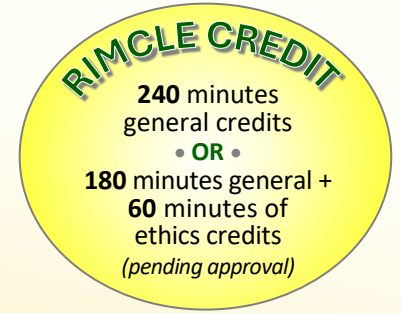 RIMCLE CREDIT
240 minutes
general credits
• OR •
180 minutes general +
60 minutes of
ethics credits
(pending approval)